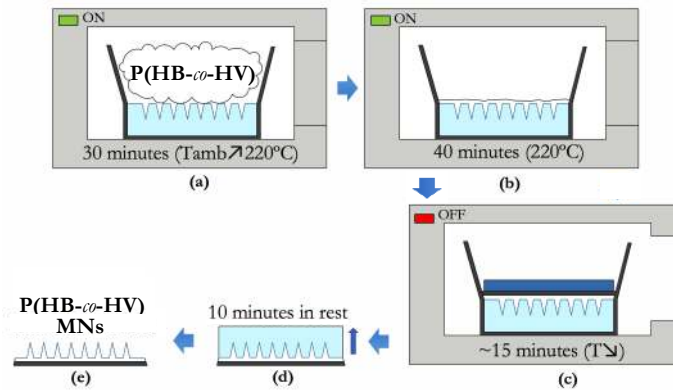 ON
P(HB-co-HV)
30 minutes (Tamb↗220ºC)
(a)
ON
40 minutes (220ºC)
(b)
OFF
~15 minutes (T↘)
(c)
10 minutes in rest
(d)
P(HB-co-HV)
MNs
(e)